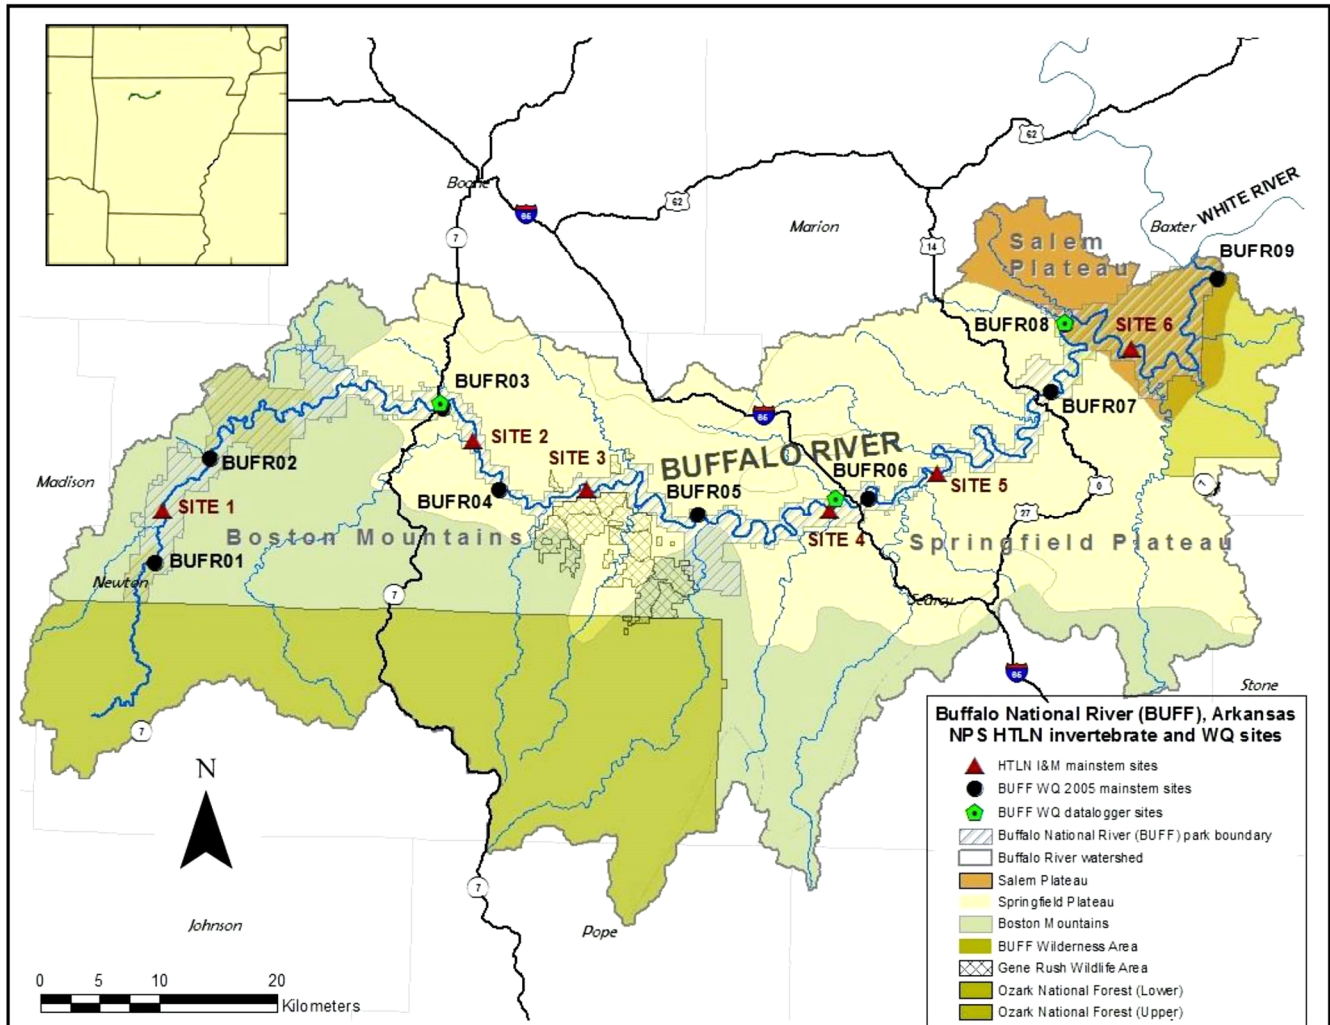 62
Boone
62
86
7
Marion
14
Baxter
WHITE RIVER
Salem
Plateau
BUFR09
BUFR08
SITE 6
BUFR03
BUFR07
86
SITE 2
BUFFALO RIVER
BUFR02
SITE 3
BUFR06
Madison
BUFR04
BUFR05
SITE 5
0
7
SITE 1
27
Boston Mountains
SITE 4
Springfield Plateau
BUFR01
Newton
7
Searcy
86
Stone
7
Buffalo National River (BUFF), Arkansas
NPS HTLN invertebrate and WQ sites
N
HTLN I&M mainstem sites
BUFF WQ 2005 mainstem sites
BUFF WQ datalogger sites
Buffalo National River (BUFF) park boundary
Buffalo River watershed
Salem Plateau
7
Springfield Plateau
Johnson
Pope
Boston Mountains
BUFF Wilderness Area
Gene Rush Wildlife Area
0 5 10 20
Kilometers
Ozark National Forest (Lower)
Ozark National Forest (Upper)